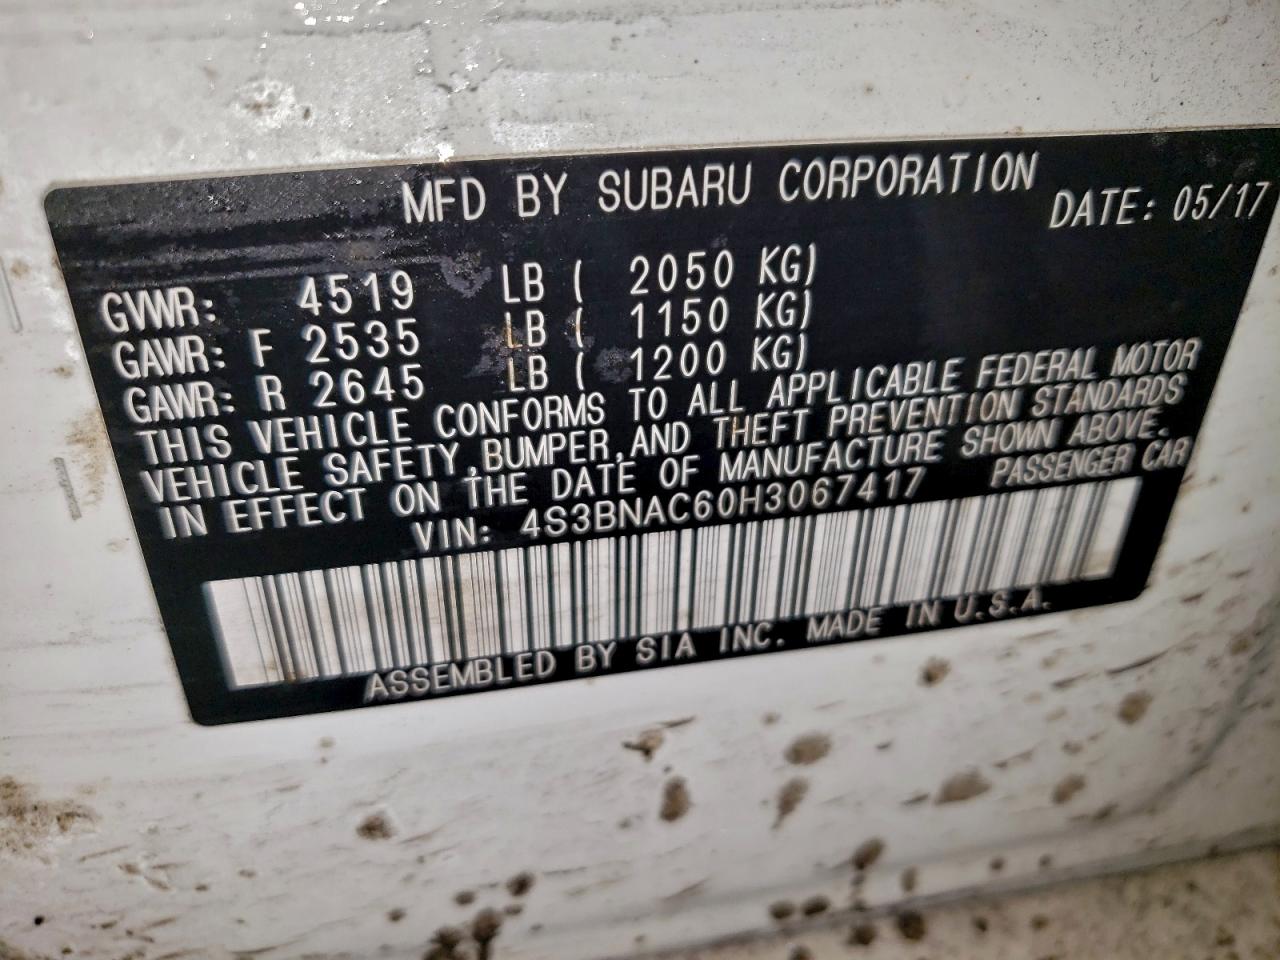 MFD BY SUBARU CORPORATION
DATE: 05/17
GVWR: 4519 LB ( 2050 KG)
GAWR: F 2535 LB ( 1150 KG)
GAWR: R 2645 LB ( 1200 KG)
THIS VEHICLE CONFORMS TO ALL APPLICABLE FEDERAL MOTOR
VEHICLE SAFETY,BUMPER,AND THEFT PREVENTION STANDARDS
IN EFFECT ON THE DATE OF MANUFACTURE SHOWN ABOVE.
VIN: 4S3BNAC60H3067417 PASSENGER CAR
ASSEMBLED BY SIA INC. MADE IN U.S.A.